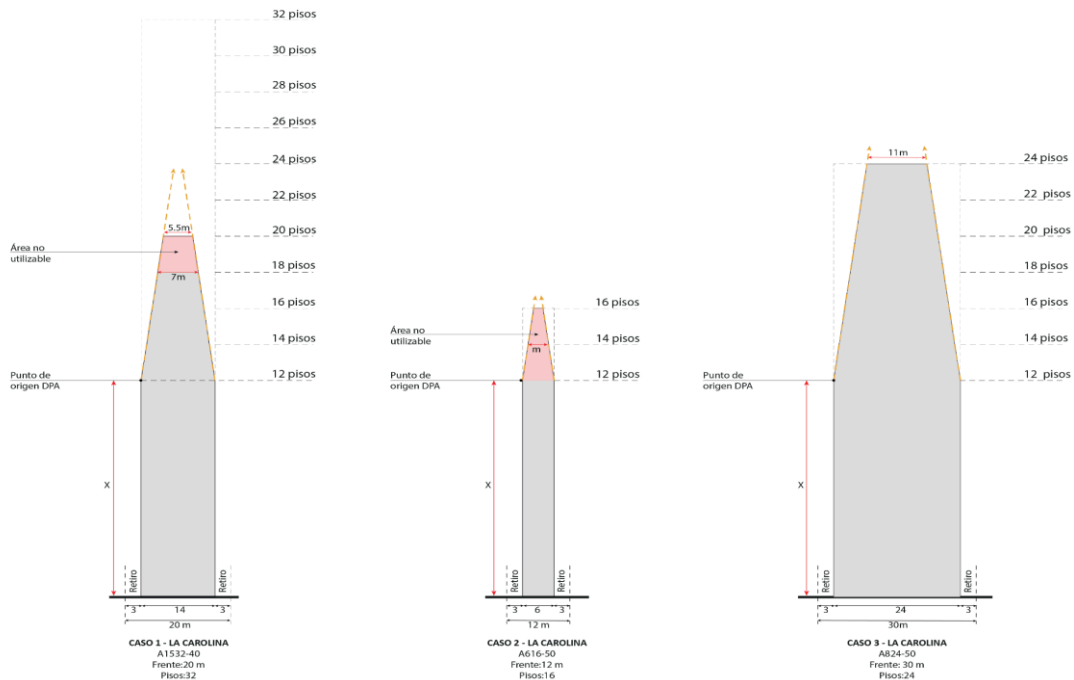 32 pisos
30 pisos
28 pisos
26 pisos
24 pisos
22 pisos
5.5m
20 pisos
Área no
utilizable
18 pisos
7m
16 pisos
14 pisos
Punto de
origen DPA
12 pisos
X
Retiro
Retiro
3
14
3
20 m
CASO 1 - LA CAROLINA
A1532-40
Frente:20 m
Pisos:32
16 pisos
Área no
utilizable
14 pisos
m
Punto de
origen DPA
12 pisos
X
Retiro
Retiro
3
6
3
12 m
CASO 2 - LA CAROLINA
A616-50
Frente:12 m
Pisos:16
11m
24 pisos
22 pisos
20 pisos
18 pisos
16 pisos
14 pisos
Punto de
origen DPA
12 pisos
X
Retiro
Retiro
3
24
3
30m
CASO 3 - LA CAROLINA
A824-50
Frente: 30 m
Pisos:24